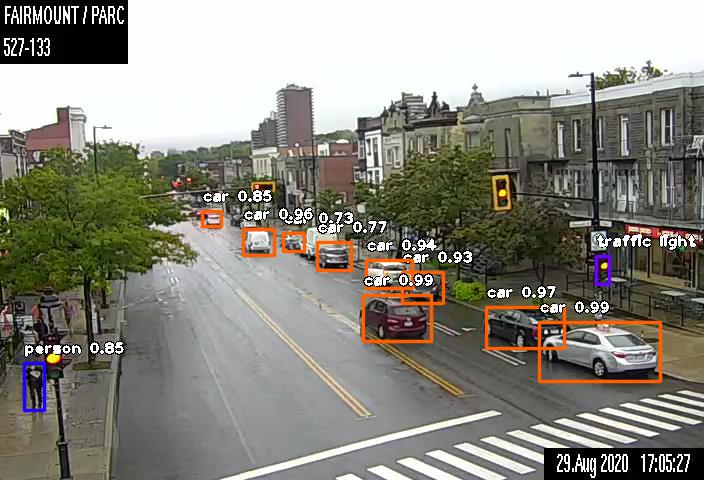 FAIRMOUNT / PARC
527-133
car 0.85
car 0.96
0.73
car 0.77
car 0.94
car 0.93
traffic light
car 0.99
car 0.97
car 0.99
person 0.85
29.Aug 2020 17:05:27